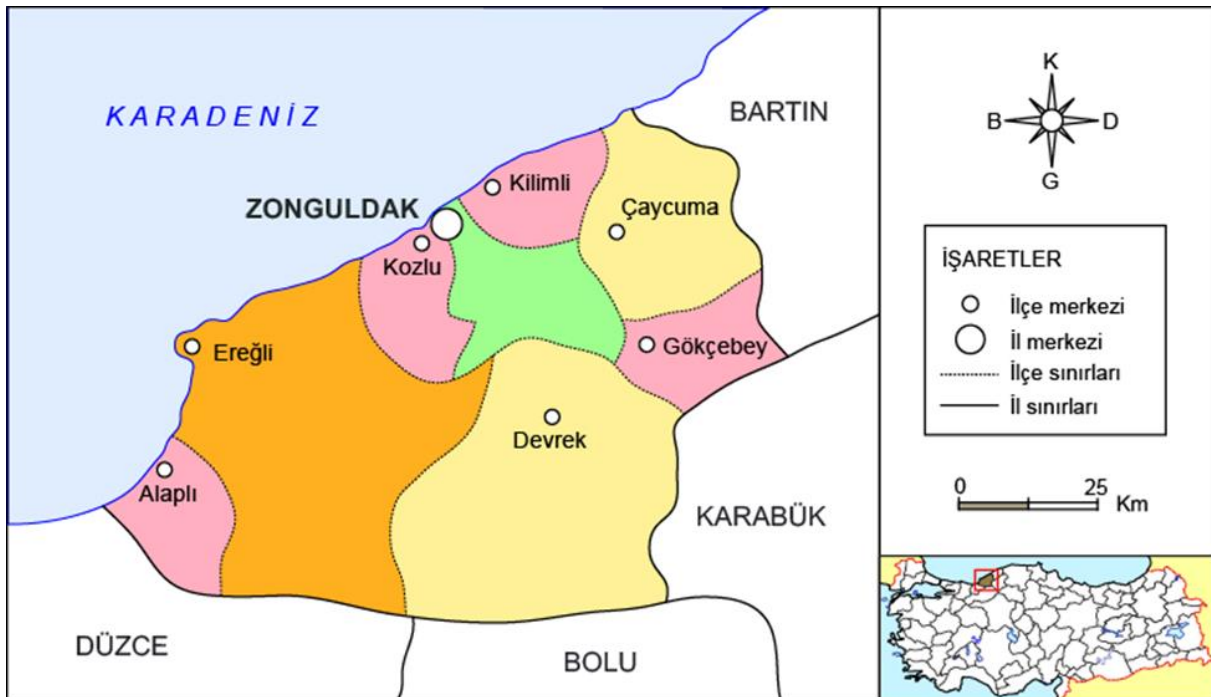 KARADENİZ
BARTIN
ZONGULDAK
Kilimli
Çaycuma
Kozlu
Ereğli
Gökçebey
Devrek
Alaplı
KARABÜK
DÜZCE
BOLU
K
B
D
G
İŞARETLER
İlçe merkezi
İl merkezi
İlçe sınırları
İl sınırları
0 25 Km